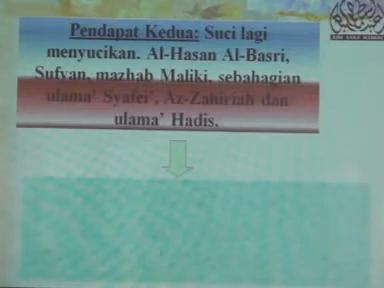 Pendapat Kedua: Suci lagi
menyucikan. Al-Hasan Al-Basri,
Sufyan, mazhab Maliki, sebahagian
ulama' Syafei', Az-Zahiriah dan
ulama' Hadis.